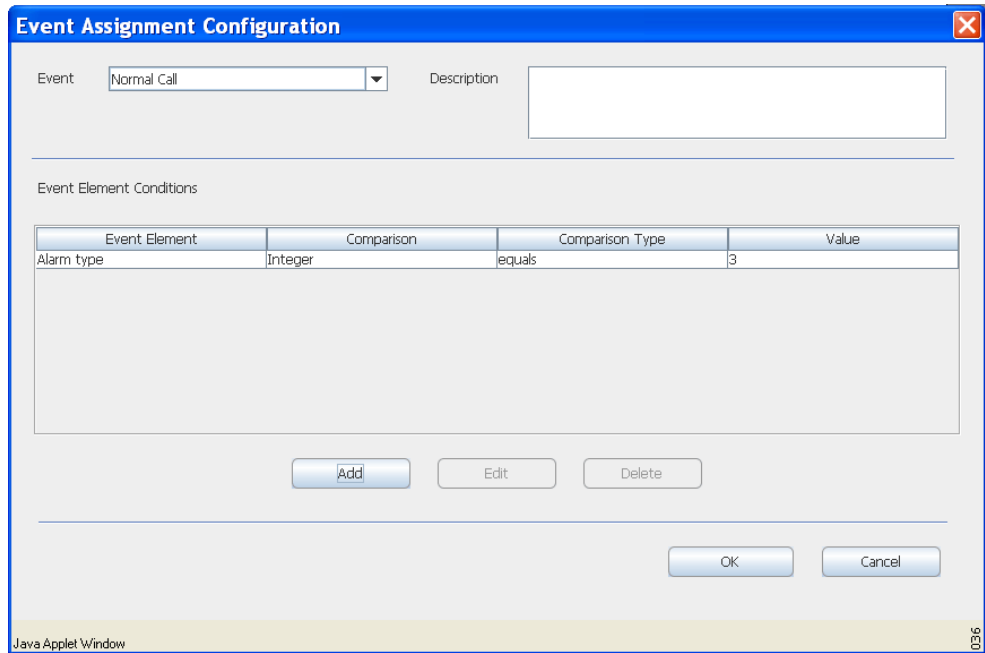 Event Assignment Configuration
Event Normal Call Description
Event Element Conditions
Event Element Comparison Comparison Type Value
Alarm type Integer equals 3
Add Edit Delete
OK Cancel
Java Applet Window
036